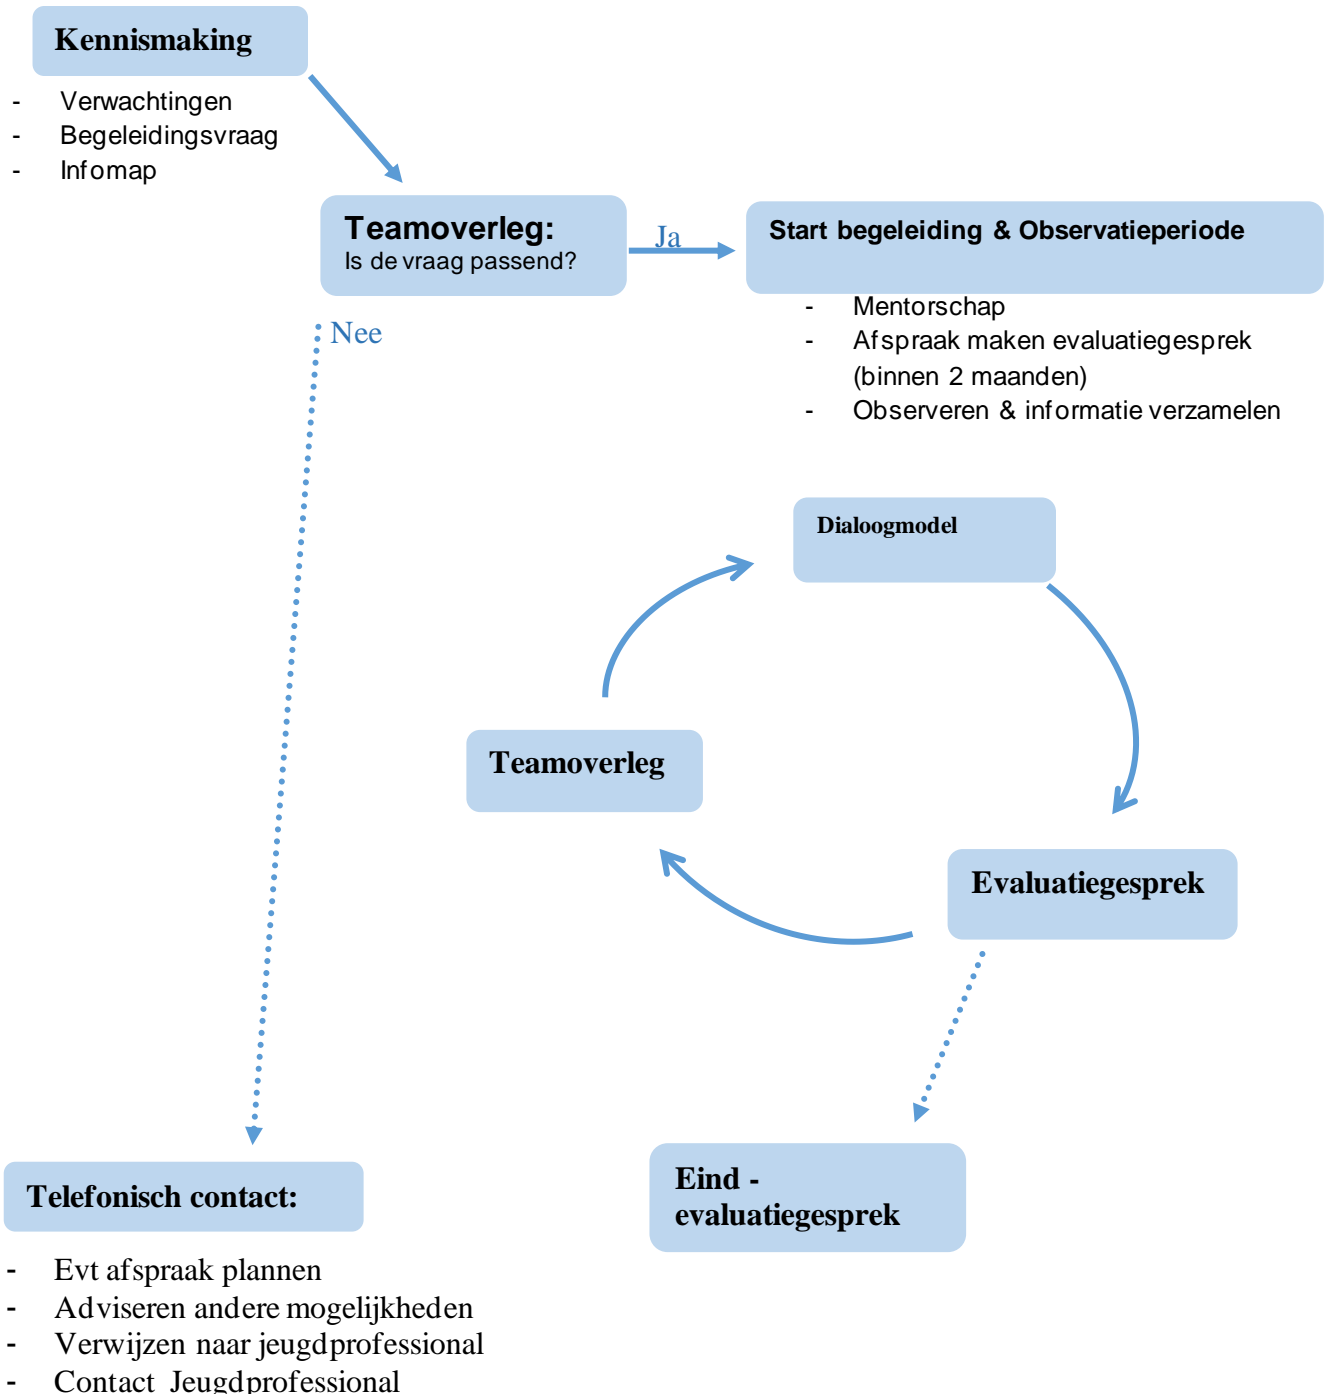 Kennismaking
- Verwachtingen
- Begeleidingsvraag
- Infomap
Teamoverleg:
Is de vraag passend?
Ja
Start begeleiding & Observatieperiode
- Mentorschap
- Afspraak maken evaluatiegesprek
(binnen 2 maanden)
- Observeren & informatie verzamelen
Nee
Dialoogmodel
Teamoverleg
Evaluatiegesprek
Eind -
evaluatiegesprek
Telefonisch contact:
- Evt afspraak plannen
- Adviseren andere mogelijkheden
- Verwijzen naar jeugdprofessional
- Contact Jeugdprofessional